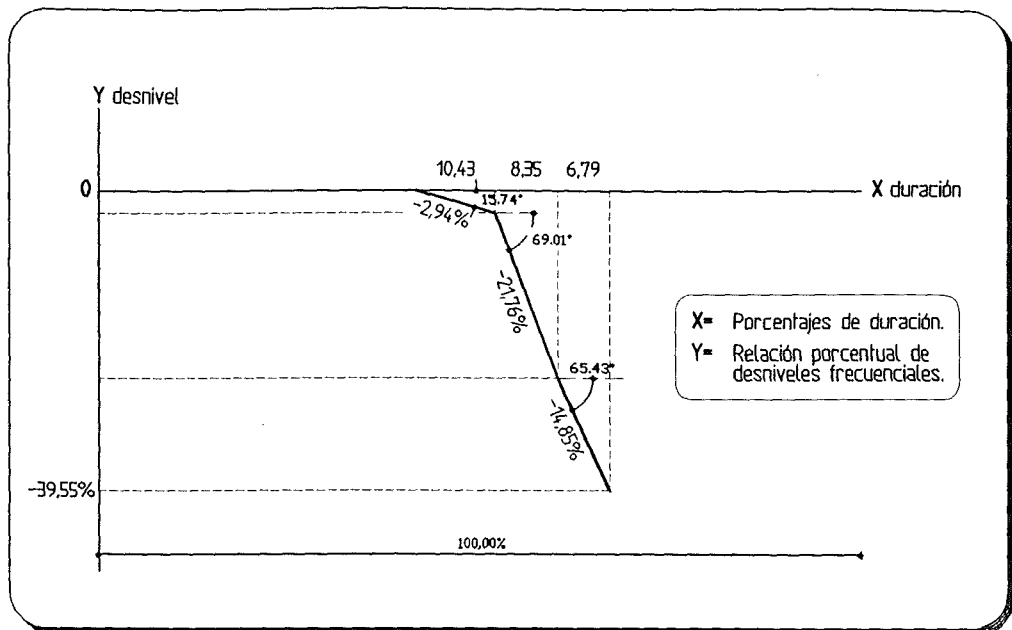 Y desnivel
10,43 8,35 6,79
0
X duración
15.74°
-2,94%
69.01°
-21,76%
X= Porcentajes de duración.
Y= Relación porcentual de
desniveles frecuenciales.
65.43°
-14,85%
-39,55%
100,00%